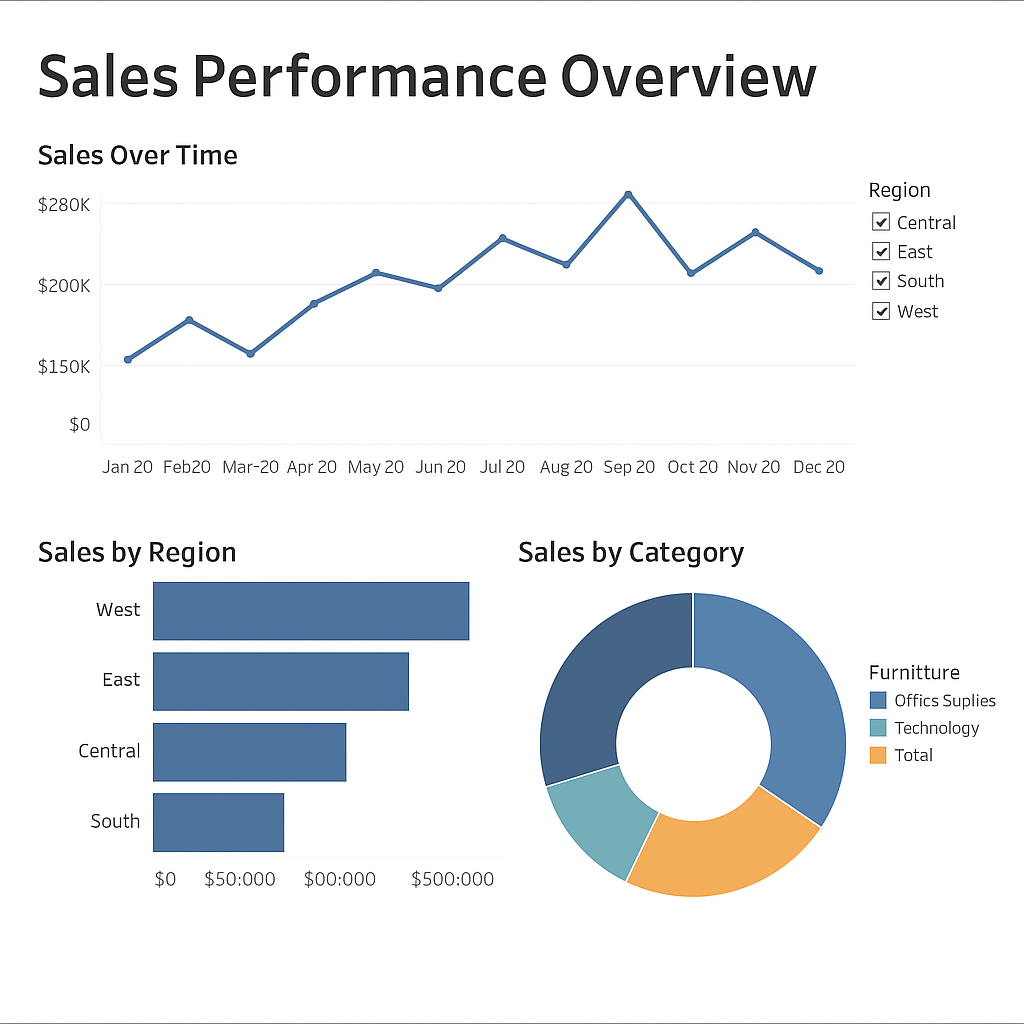 Sales Performance Overview
Sales Over Time
$280K
$200K
$150K
$0
Jan 20 Feb20 Mar-20 Apr 20 May 20 Jun 20 Jul 20 Aug 20 Sep 20 Oct 20 Nov 20 Dec 20
Region
Central
East
South
West
Sales by Region
West
East
Central
South
$0 $50:000 $00:000 $500:000
Sales by Category
Furnitture
Offics Suplies
Technology
Total